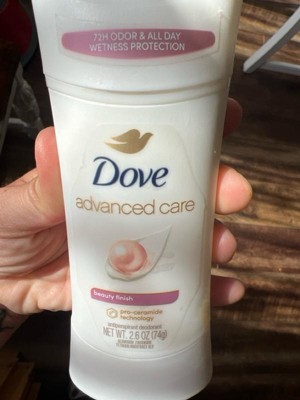 72H ODOR & ALL DAY
WETNESS PROTECTION
Dove
advanced care
beauty finish
pro-ceramide
technology
antiperspirant deodorant
NET WT. 2.6 OZ (74g)